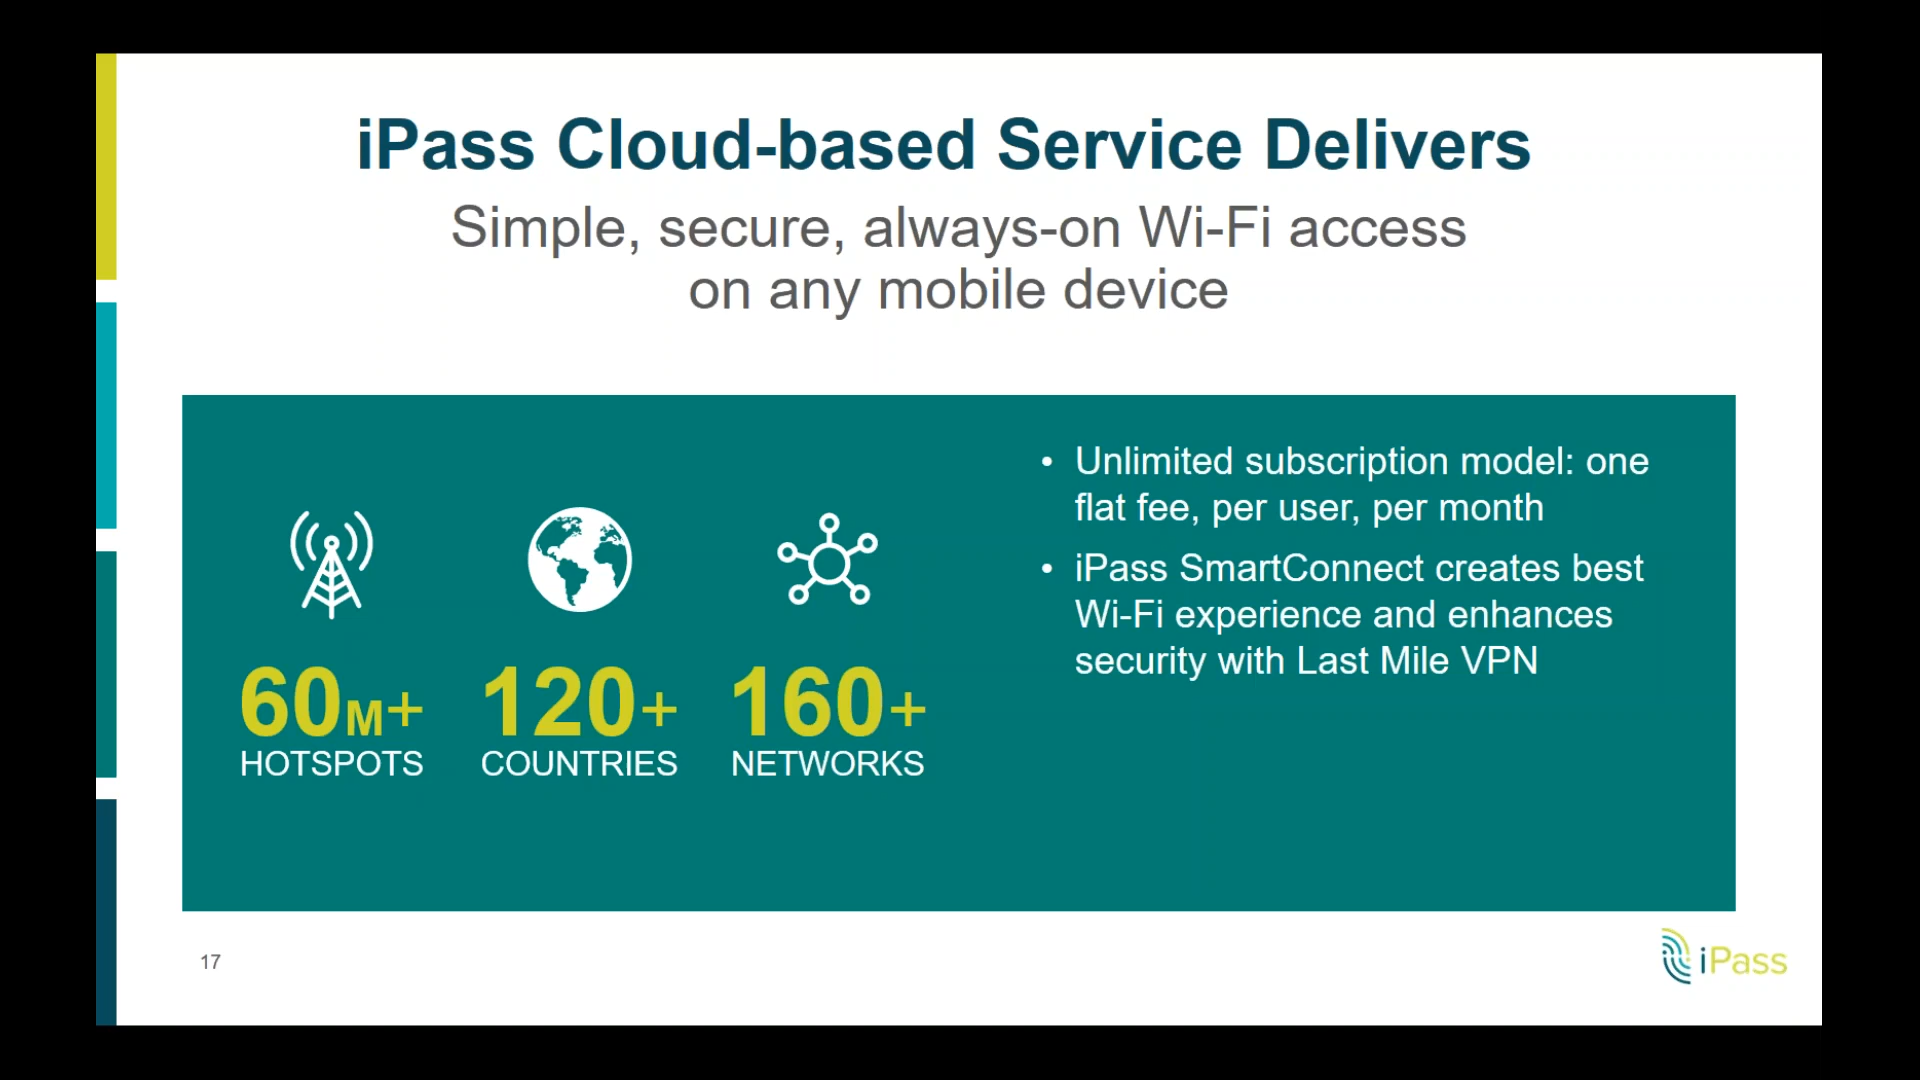 iPass Cloud-based Service Delivers
Simple, secure, always-on Wi-Fi access
on any mobile device
60M+
HOTSPOTS
120+
COUNTRIES
160+
NETWORKS
• Unlimited subscription model: one
flat fee, per user, per month
• iPass SmartConnect creates best
Wi-Fi experience and enhances
security with Last Mile VPN
17
iPass